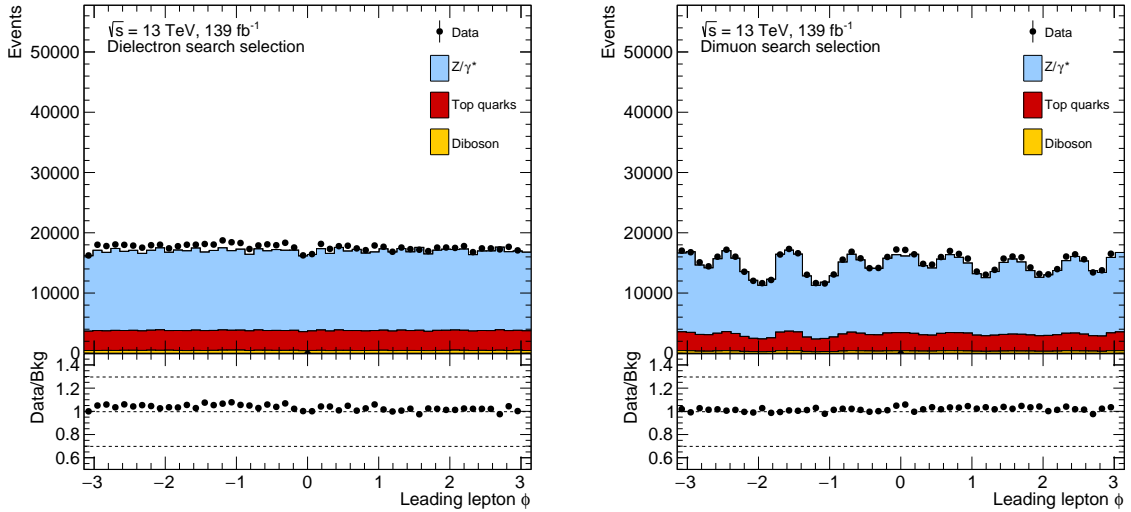 √s = 13 TeV, 139 fb⁻¹
Dielectron search selection
Data
Z/γ*
Top quarks
Diboson
Events
50000
40000
30000
20000
10000
0
Data/Bkg
1.4
1.2
1
0.8
0.6
−3 −2 −1 0 1 2 3
Leading lepton ϕ
√s = 13 TeV, 139 fb⁻¹
Dimuon search selection
Data
Z/γ*
Top quarks
Diboson
Events
50000
40000
30000
20000
10000
0
Data/Bkg
1.4
1.2
1
0.8
0.6
−3 −2 −1 0 1 2 3
Leading lepton ϕ